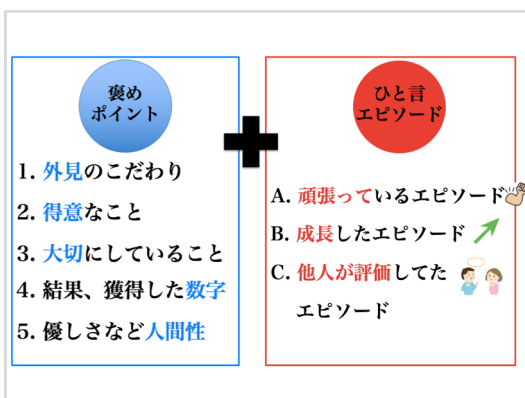 褒め
ポイント
1. 外見のこだわり
2. 得意なこと
3. 大切にしていること
4. 結果、獲得した数字
5. 優しさなど人間性
ひと言
エピソード
A. 頑張っているエピソード
B. 成長したエピソード
C. 他人が評価してた
エピソード